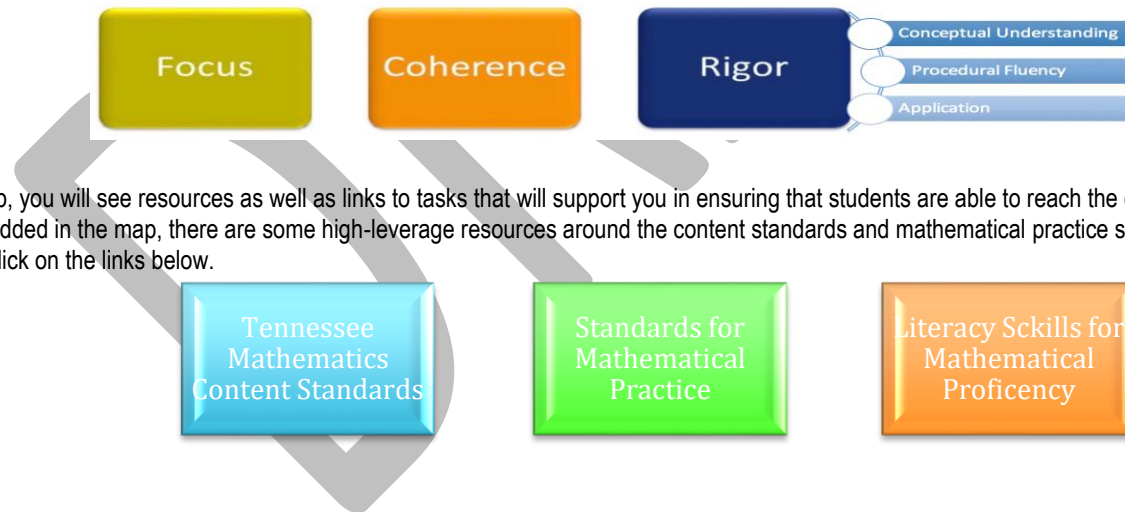 Focus
Coherence
Rigor
Conceptual Understanding
Procedural Fluency
Application
you will see resources as well as links to tasks that will support you in ensuring that students are able to reach the
in the map, there are some high-leverage resources around the content standards and mathematical practice
on the links below.
Tennessee
Mathematics
Content Standards
Standards for
Mathematical
Practice
Literacy Sckills for
Mathematical
Proficency